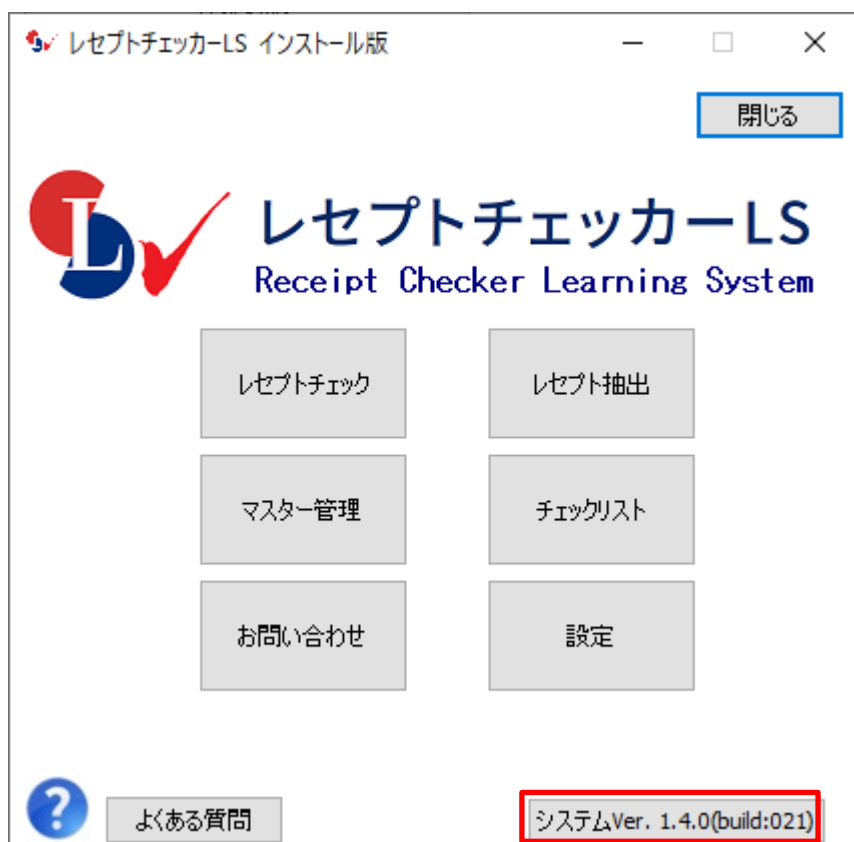 レセプトチェッカーLS インストール版
閉じる
レセプトチェッカーLS
Receipt Checker Learning System
レセプトチェック
レセプト抽出
マスター管理
チェックリスト
お問い合わせ
設定
?
よくある質問
システムVer. 1.4.0(build:021)